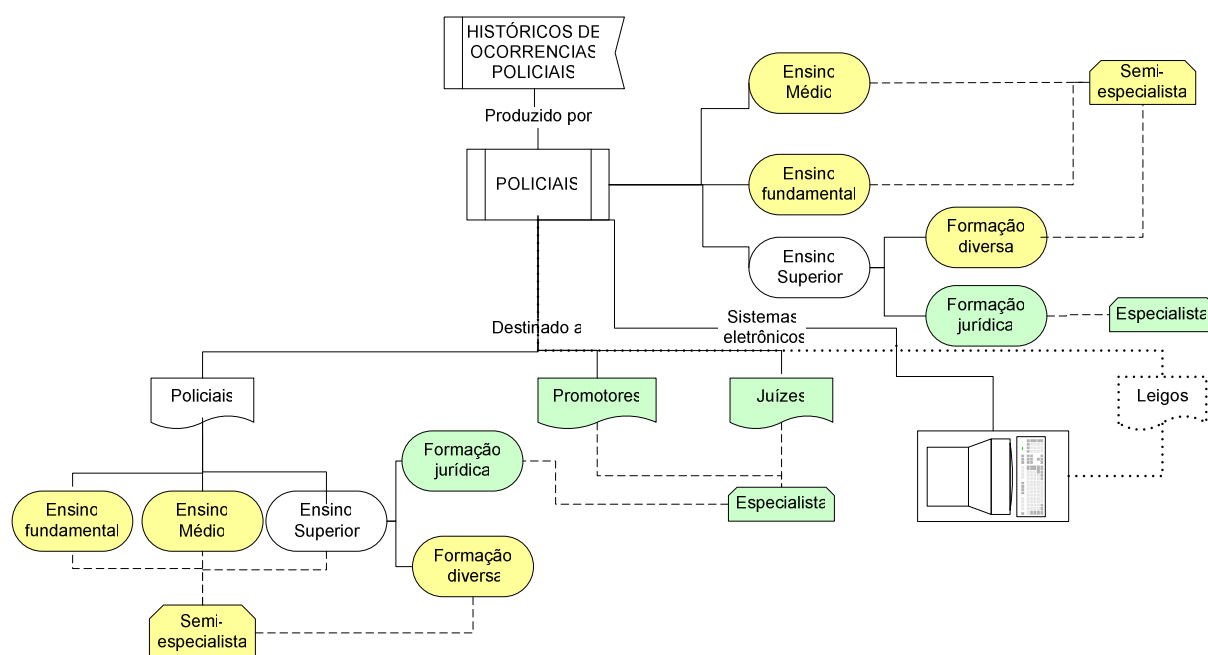 HISTÓRICOS DE
OCORRENCIAS
POLICIAIS
Produzido por
POLICIAIS
Ensino
Médio
Semi-
especialista
Ensino
fundamental
Ensino
Superior
Formação
diversa
Formação
jurídica
Especialista
Destinado a
Sistemas
eletrônicos
Policiais
Promotores
Juízes
Leigos
Formação
jurídica
Ensino
fundamental
Ensino
Médio
Ensino
Superior
Especialista
Formação
diversa
Semi-
especialista